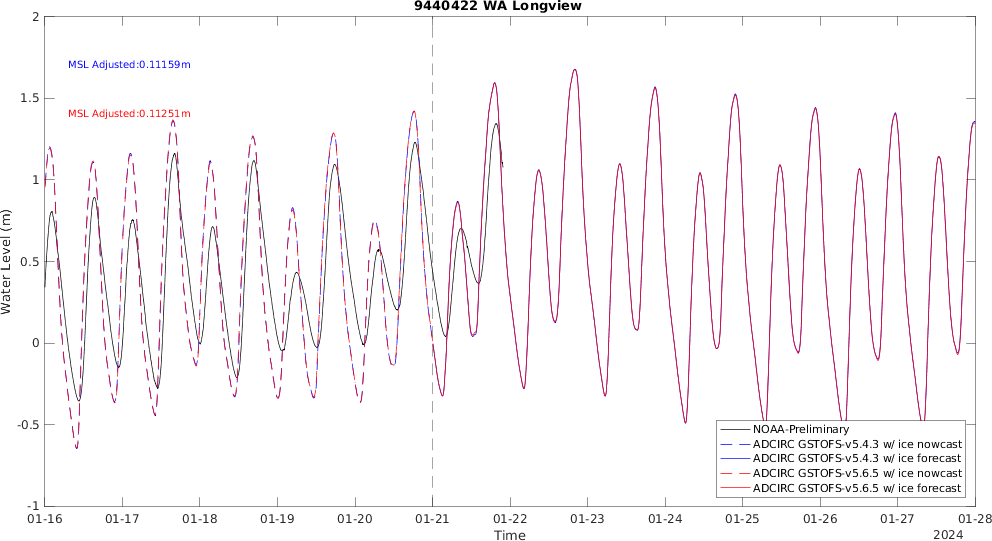 9440422 WA Longview
2
1.5
1
0.5
0
-0.5
-1
Water Level (m)
MSL Adjusted:0.11159m
MSL Adjusted:0.11251m
NOAA-Preliminary
ADCIRC GSTOFS-v5.4.3 w/ ice nowcast
ADCIRC GSTOFS-v5.4.3 w/ ice forecast
ADCIRC GSTOFS-v5.6.5 w/ ice nowcast
ADCIRC GSTOFS-v5.6.5 w/ ice forecast
01-16 01-17 01-18 01-19 01-20 01-21 01-22 01-23 01-24 01-25 01-26 01-27 01-28
Time
2024